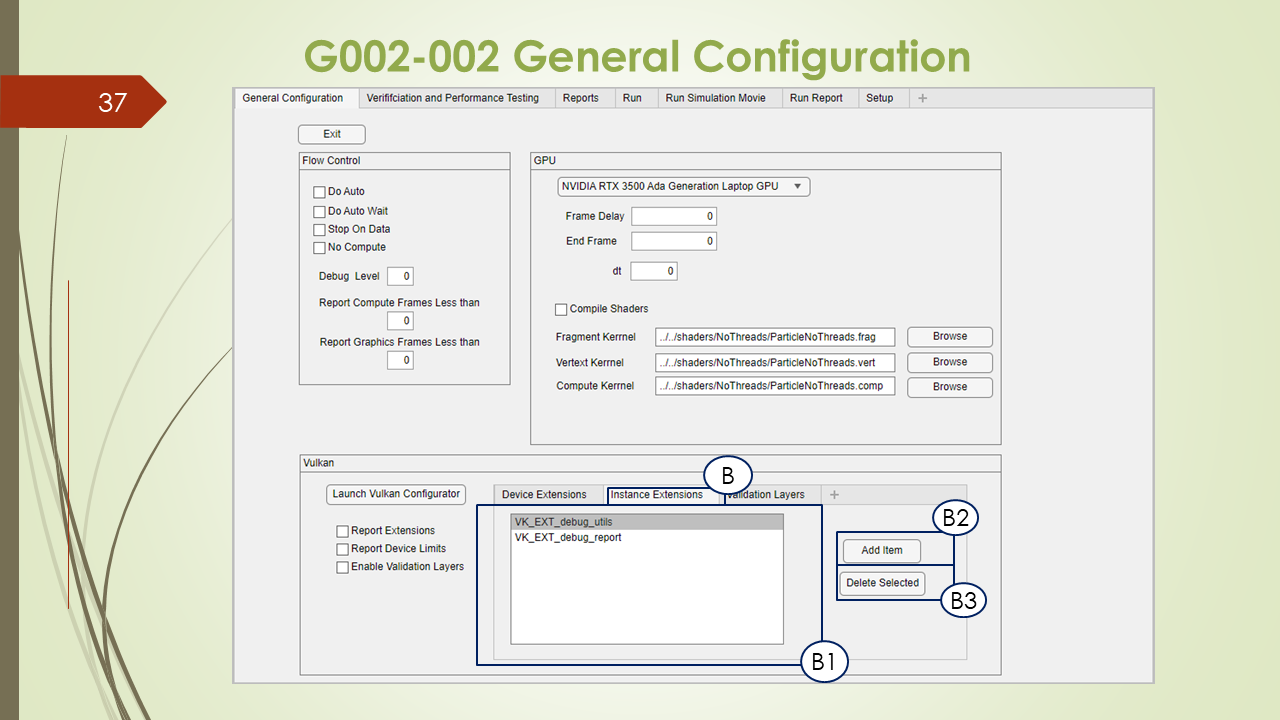 G002-002 General Configuration
37
General Configuration Verififciation and Performance Testing Reports Run Run Simulation Movie Run Report Setup +
Exit
Flow Control
Do Auto
Do Auto Wait
Stop On Data
No Compute
Debug Level 0
Report Compute Frames Less than
0
Report Graphics Frames Less than
0
GPU
NVIDIA RTX 3500 Ada Generation Laptop GPU
Frame Delay 0
End Frame 0
dt 0
Compile Shaders
Fragment Kerrnel ../../shaders/NoThreads/ParticleNoThreads.frag Browse
Vertext Kerrnel ../../shaders/NoThreads/ParticleNoThreads.vert Browse
Compute Kerrnel ../../shaders/NoThreads/ParticleNoThreads.comp Browse
Vulkan
Launch Vulkan Configurator
Report Extensions
Report Device Limits
Enable Validation Layers
B
Device Extensions Instance Extensions Validation Layers +
VK_EXT_debug_utils
VK_EXT_debug_report
B2
Add Item
Delete Selected
B3
B1